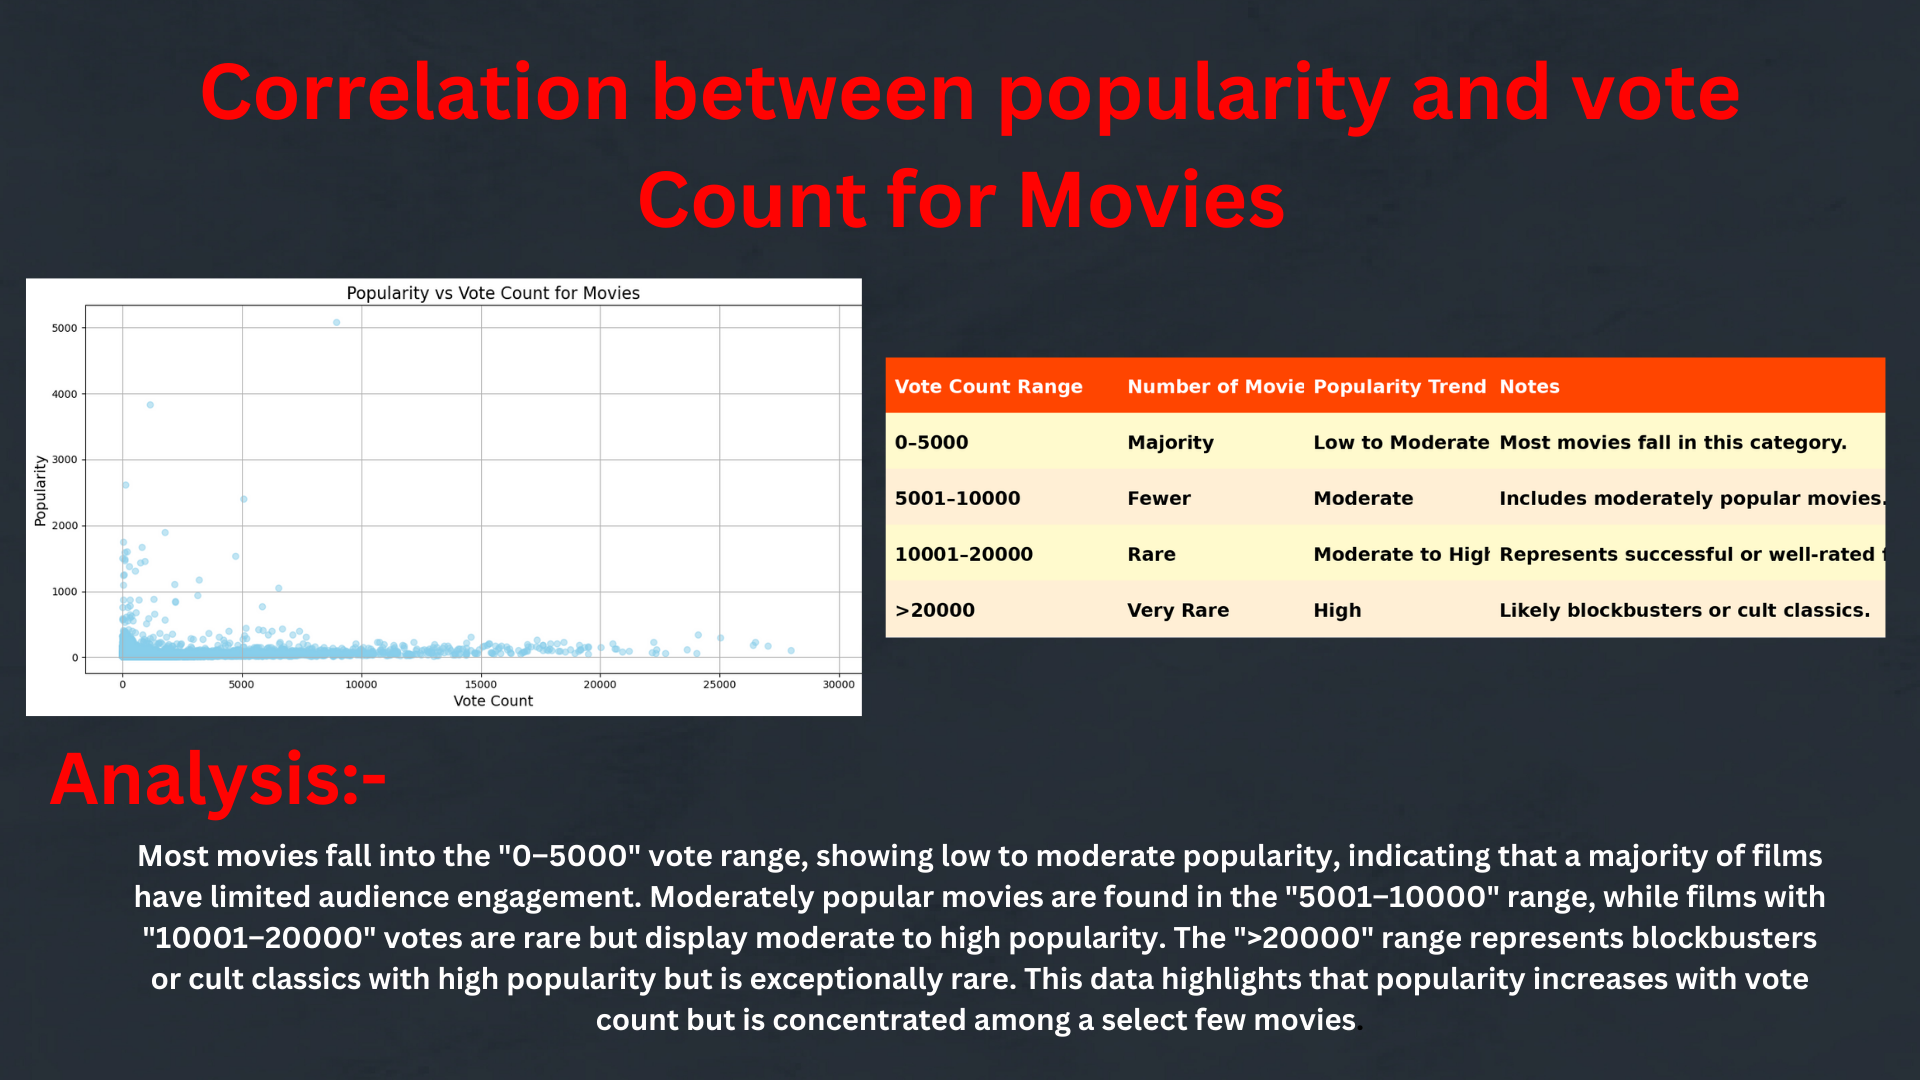 Correlation between popularity and vote
Count for Movies
Popularity vs Vote Count for Movies
Popularity
5000
4000
3000
2000
1000
0
0 5000 10000 15000 20000 25000 30000
Vote Count
Vote Count Range Number of Movie Popularity Trend Notes
0–5000 Majority Low to Moderate Most movies fall in this category.
5001–10000 Fewer Moderate Includes moderately popular movies.
10001–20000 Rare Moderate to High Represents successful or well-rated
>20000 Very Rare High Likely blockbusters or cult classics.
Analysis:-
Most movies fall into the "0–5000" vote range, showing low to moderate popularity, indicating that a majority of films
have limited audience engagement. Moderately popular movies are found in the "5001–10000" range, while films with
"10001–20000" votes are rare but display moderate to high popularity. The ">20000" range represents blockbusters
or cult classics with high popularity but is exceptionally rare. This data highlights that popularity increases with vote
count but is concentrated among a select few movies.